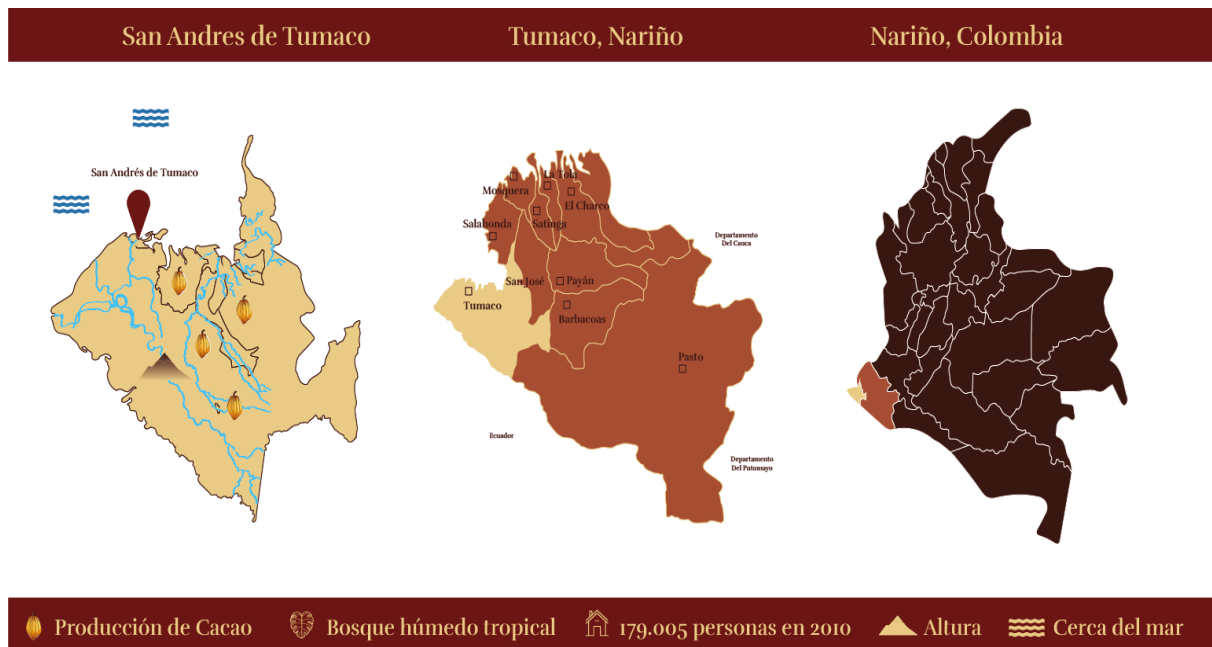 San Andres de Tumaco
Tumaco, Nariño
Nariño, Colombia
San Andrés de Tumaco
La Tola
Mosquera
El Charco
Salahonda
Satinga
Departamento
Del Cauca
San José
Payán
Tumaco
Barbacoas
Pasto
Ecuador
Departamento
Del Putumayo
Producción de Cacao
Bosque húmedo tropical
179.005 personas en 2010
Altura
Cerca del mar